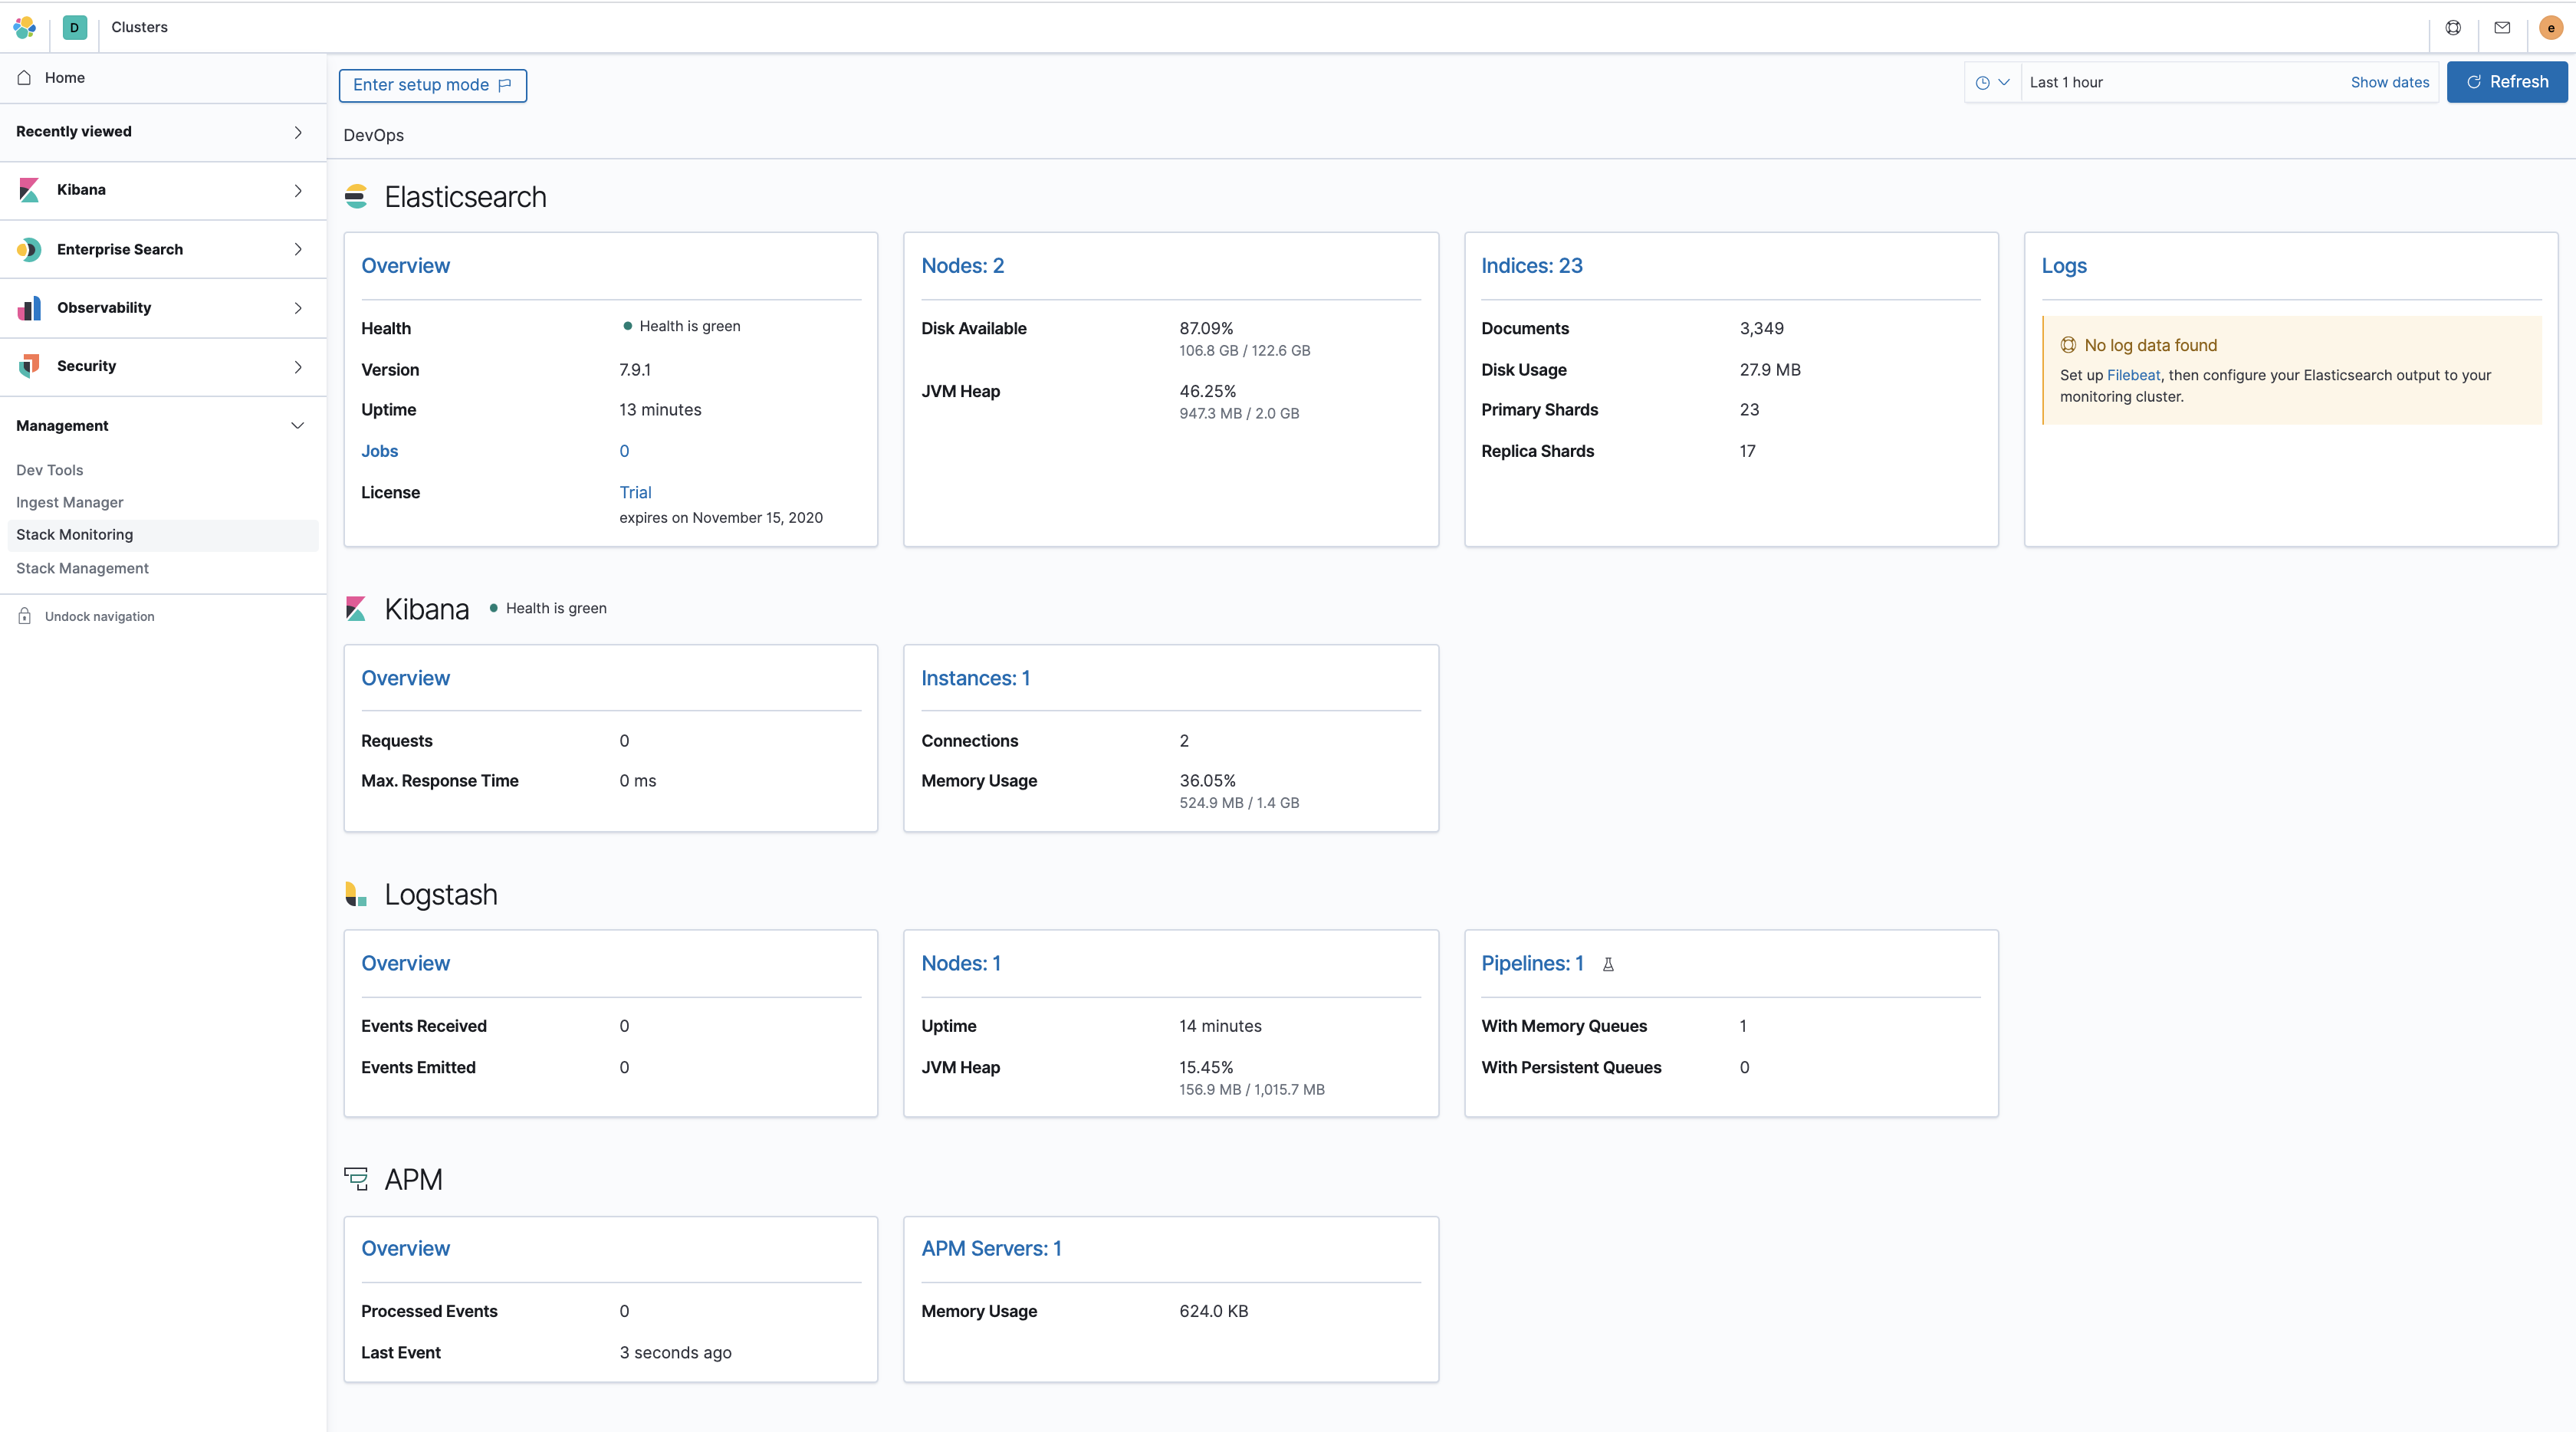 D
Clusters
e
Home
Recently viewed
Kibana
Enterprise Search
Observability
Security
Management
Dev Tools
Ingest Manager
Stack Monitoring
Stack Management
Undock navigation
Enter setup mode
Last 1 hour
Show dates
Refresh
DevOps
Elasticsearch
Overview
Health
Health is green
Version
7.9.1
Uptime
13 minutes
Jobs
0
License
Trial
expires on November 15, 2020
Nodes: 2
Disk Available
87.09%
106.8 GB / 122.6 GB
JVM Heap
46.25%
947.3 MB / 2.0 GB
Indices: 23
Documents
3,349
Disk Usage
27.9 MB
Primary Shards
23
Replica Shards
17
Logs
No log data found
Set up Filebeat, then configure your Elasticsearch output to your
monitoring cluster.
Kibana
Health is green
Overview
Requests
0
Max. Response Time
0 ms
Instances: 1
Connections
2
Memory Usage
36.05%
524.9 MB / 1.4 GB
Logstash
Overview
Events Received
0
Events Emitted
0
Nodes: 1
Uptime
14 minutes
JVM Heap
15.45%
156.9 MB / 1,015.7 MB
Pipelines: 1
With Memory Queues
1
With Persistent Queues
0
APM
Overview
Processed Events
0
Last Event
3 seconds ago
APM Servers: 1
Memory Usage
624.0 KB